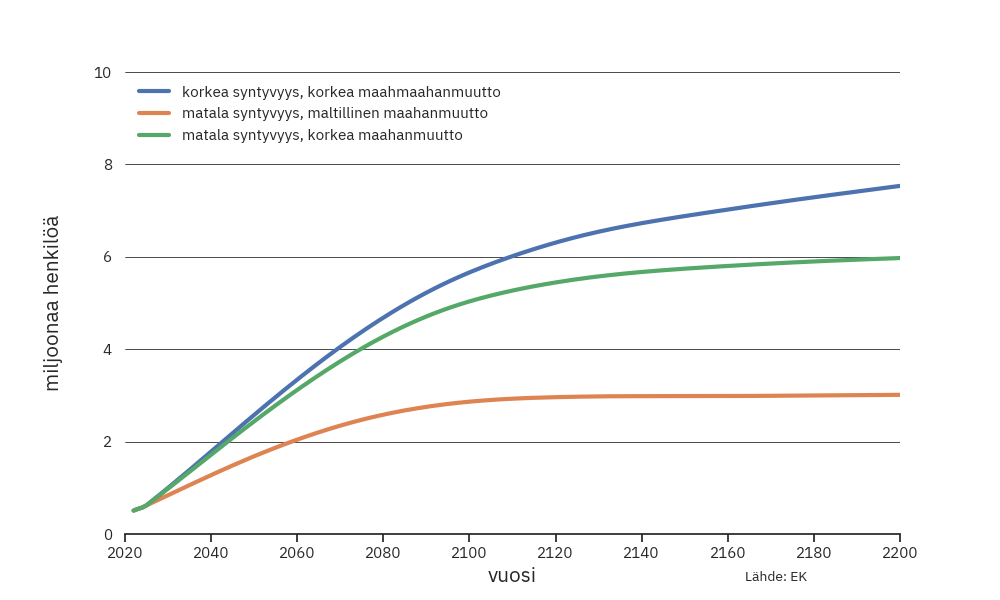 10
korkea syntyvyys, korkea maahmaahanmuutto
matala syntyvyys, maltillinen maahanmuutto
matala syntyvyys, korkea maahanmuutto
8
6
4
2
0
miljoonaa henkilöä
2020 2040 2060 2080 2100 2120 2140 2160 2180 2200
vuosi
Lähde: EK